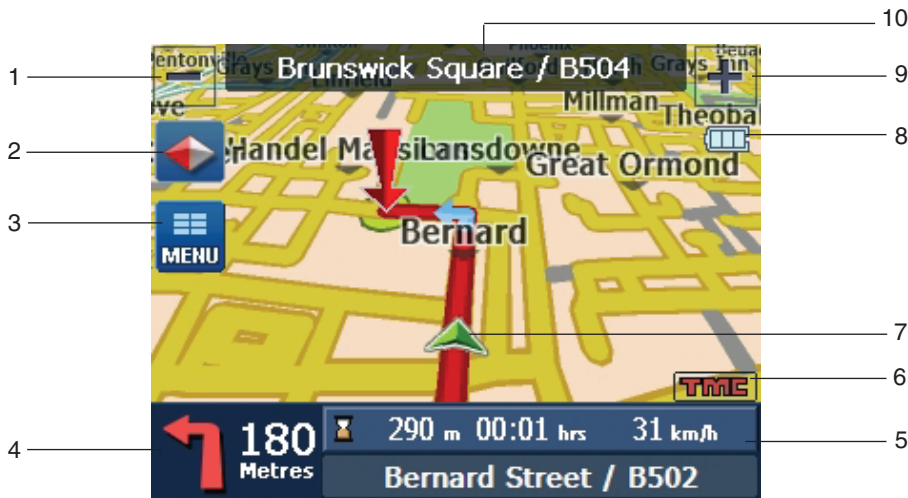 10
1
Brunswick Square / B504
9
Grays Inn
Millman
Theobal
8
2
Handel
Lansdowne
Great Ormond
3
Bernard
MENU
7
TMC
6
4
180
Metres
290 m 00:01 hrs 31 km/h
5
Bernard Street / B502